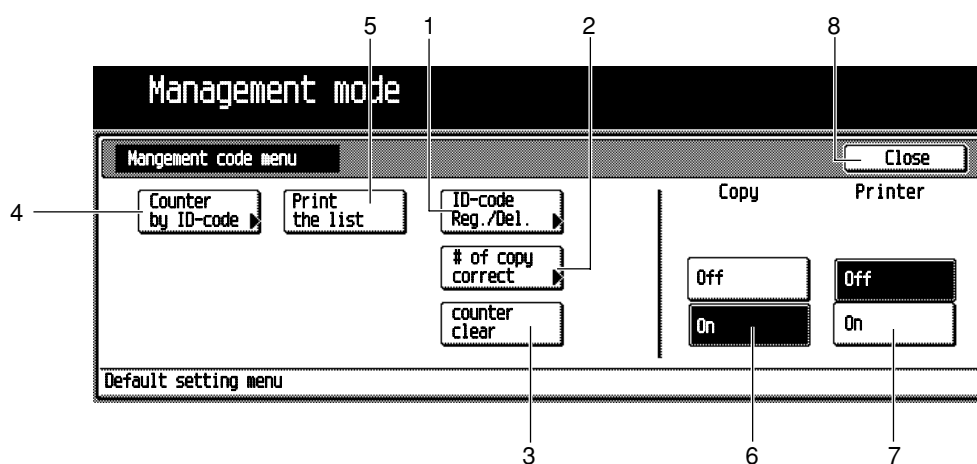 5 1 2 8
Management mode
Mangement code menu
Close
4
Counter
by ID-code
Print
the list
ID-code
Reg./Del.
# of copy
correct
counter
clear
Copy
Printer
Off
Off
On
On
Default setting menu
3 6 7